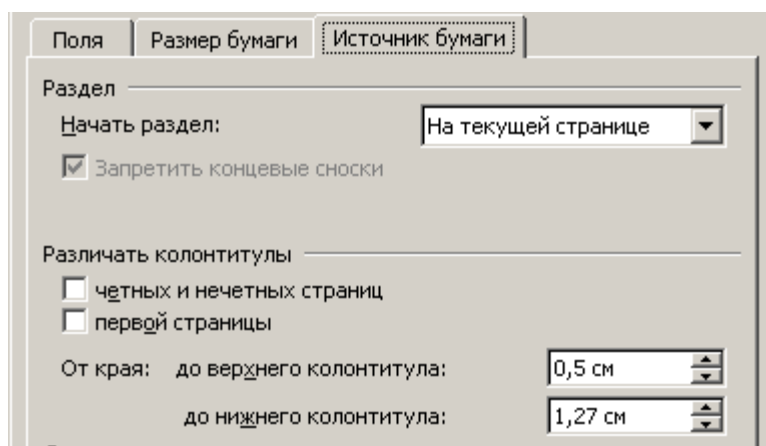 Поля Размер бумаги Источник бумаги
Раздел
Начать раздел: На текущей странице
Запретить концевые сноски
Различать колонтитулы
четных и нечетных страниц
первой страницы
От края: до верхнего колонтитула: 0,5 см
до нижнего колонтитула: 1,27 см